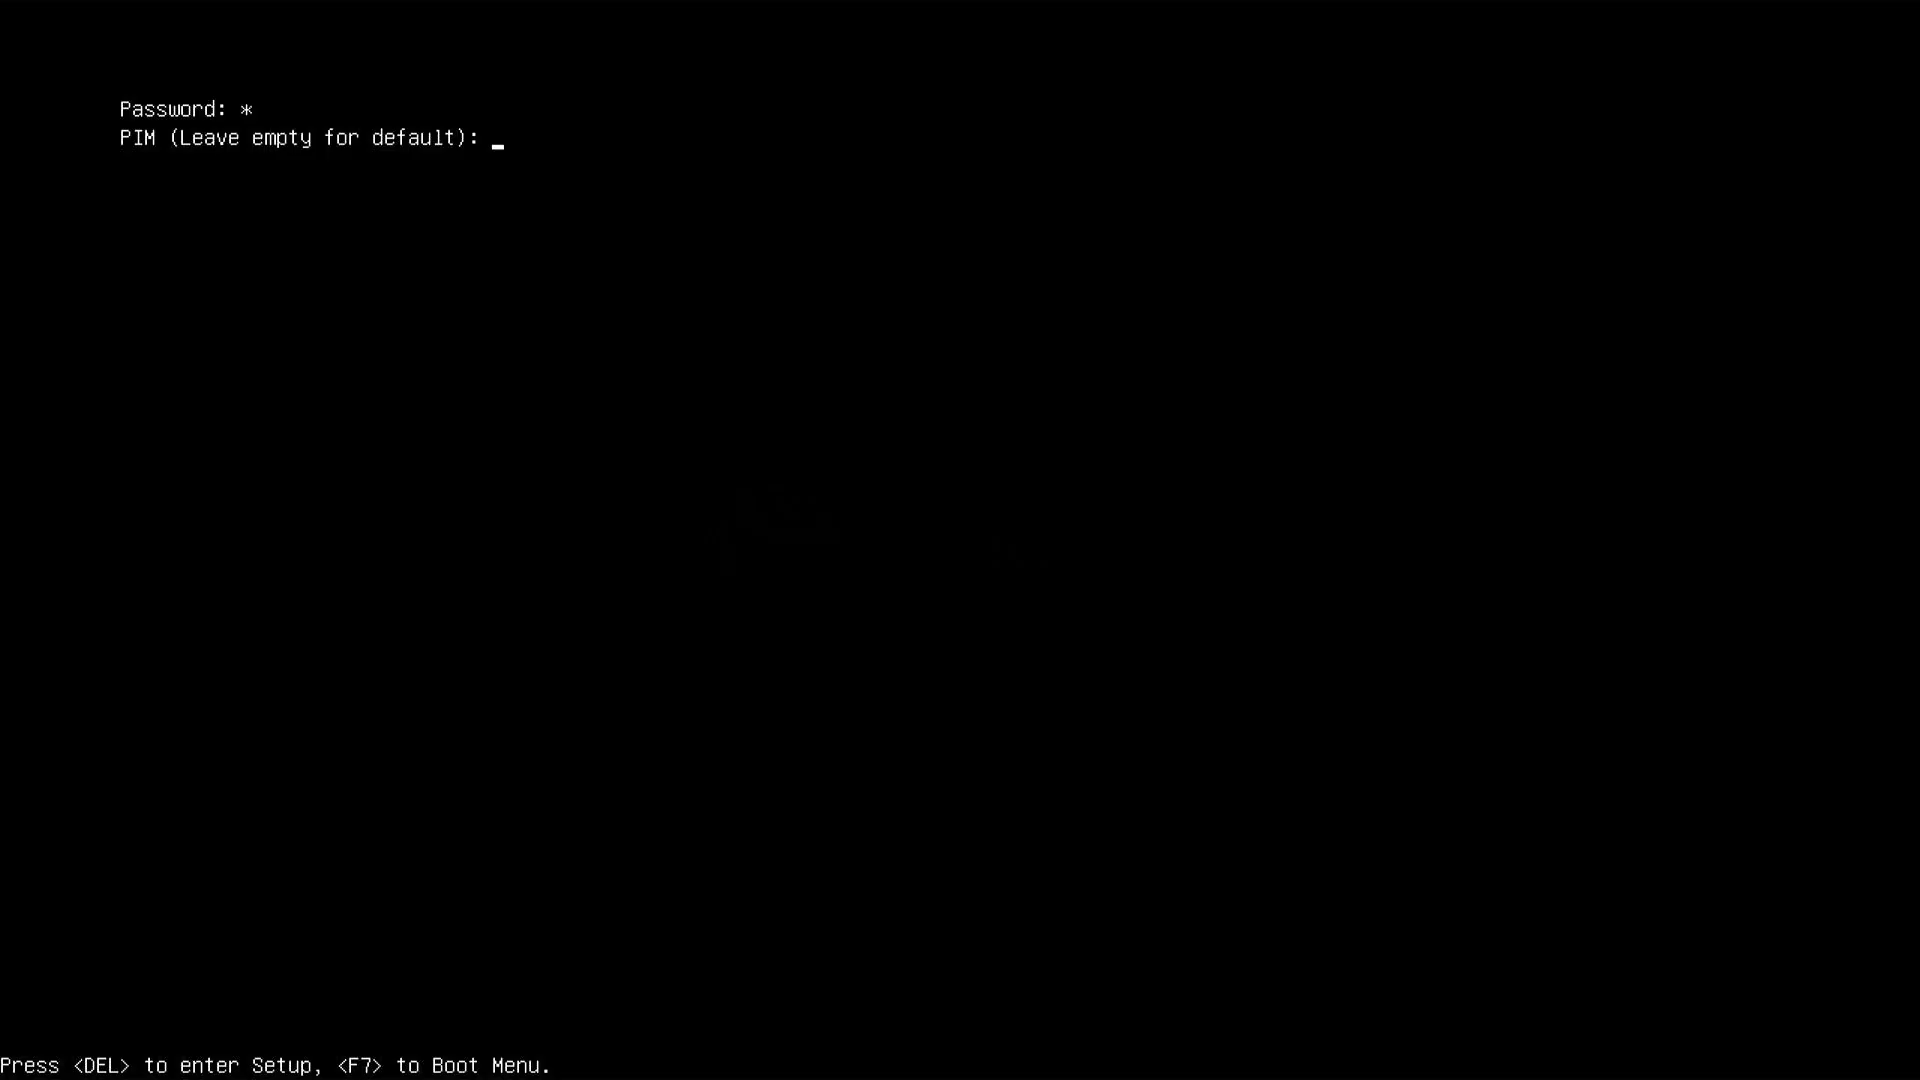 Password: *
PIM (Leave empty for default): _
Press <DEL> to enter Setup, <F7> to Boot Menu.